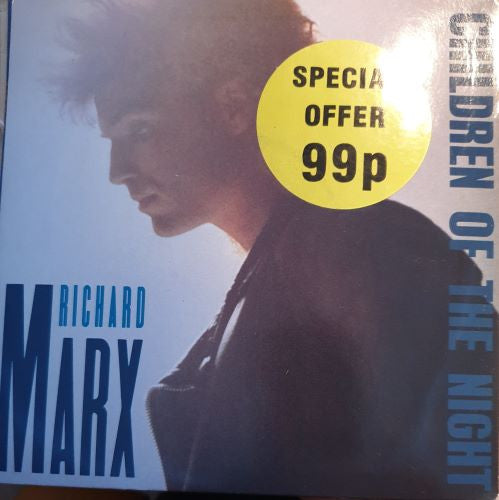 SPECIAL
OFFER
99p
RICHARD
MARX
CHILDREN OF THE NIGHT